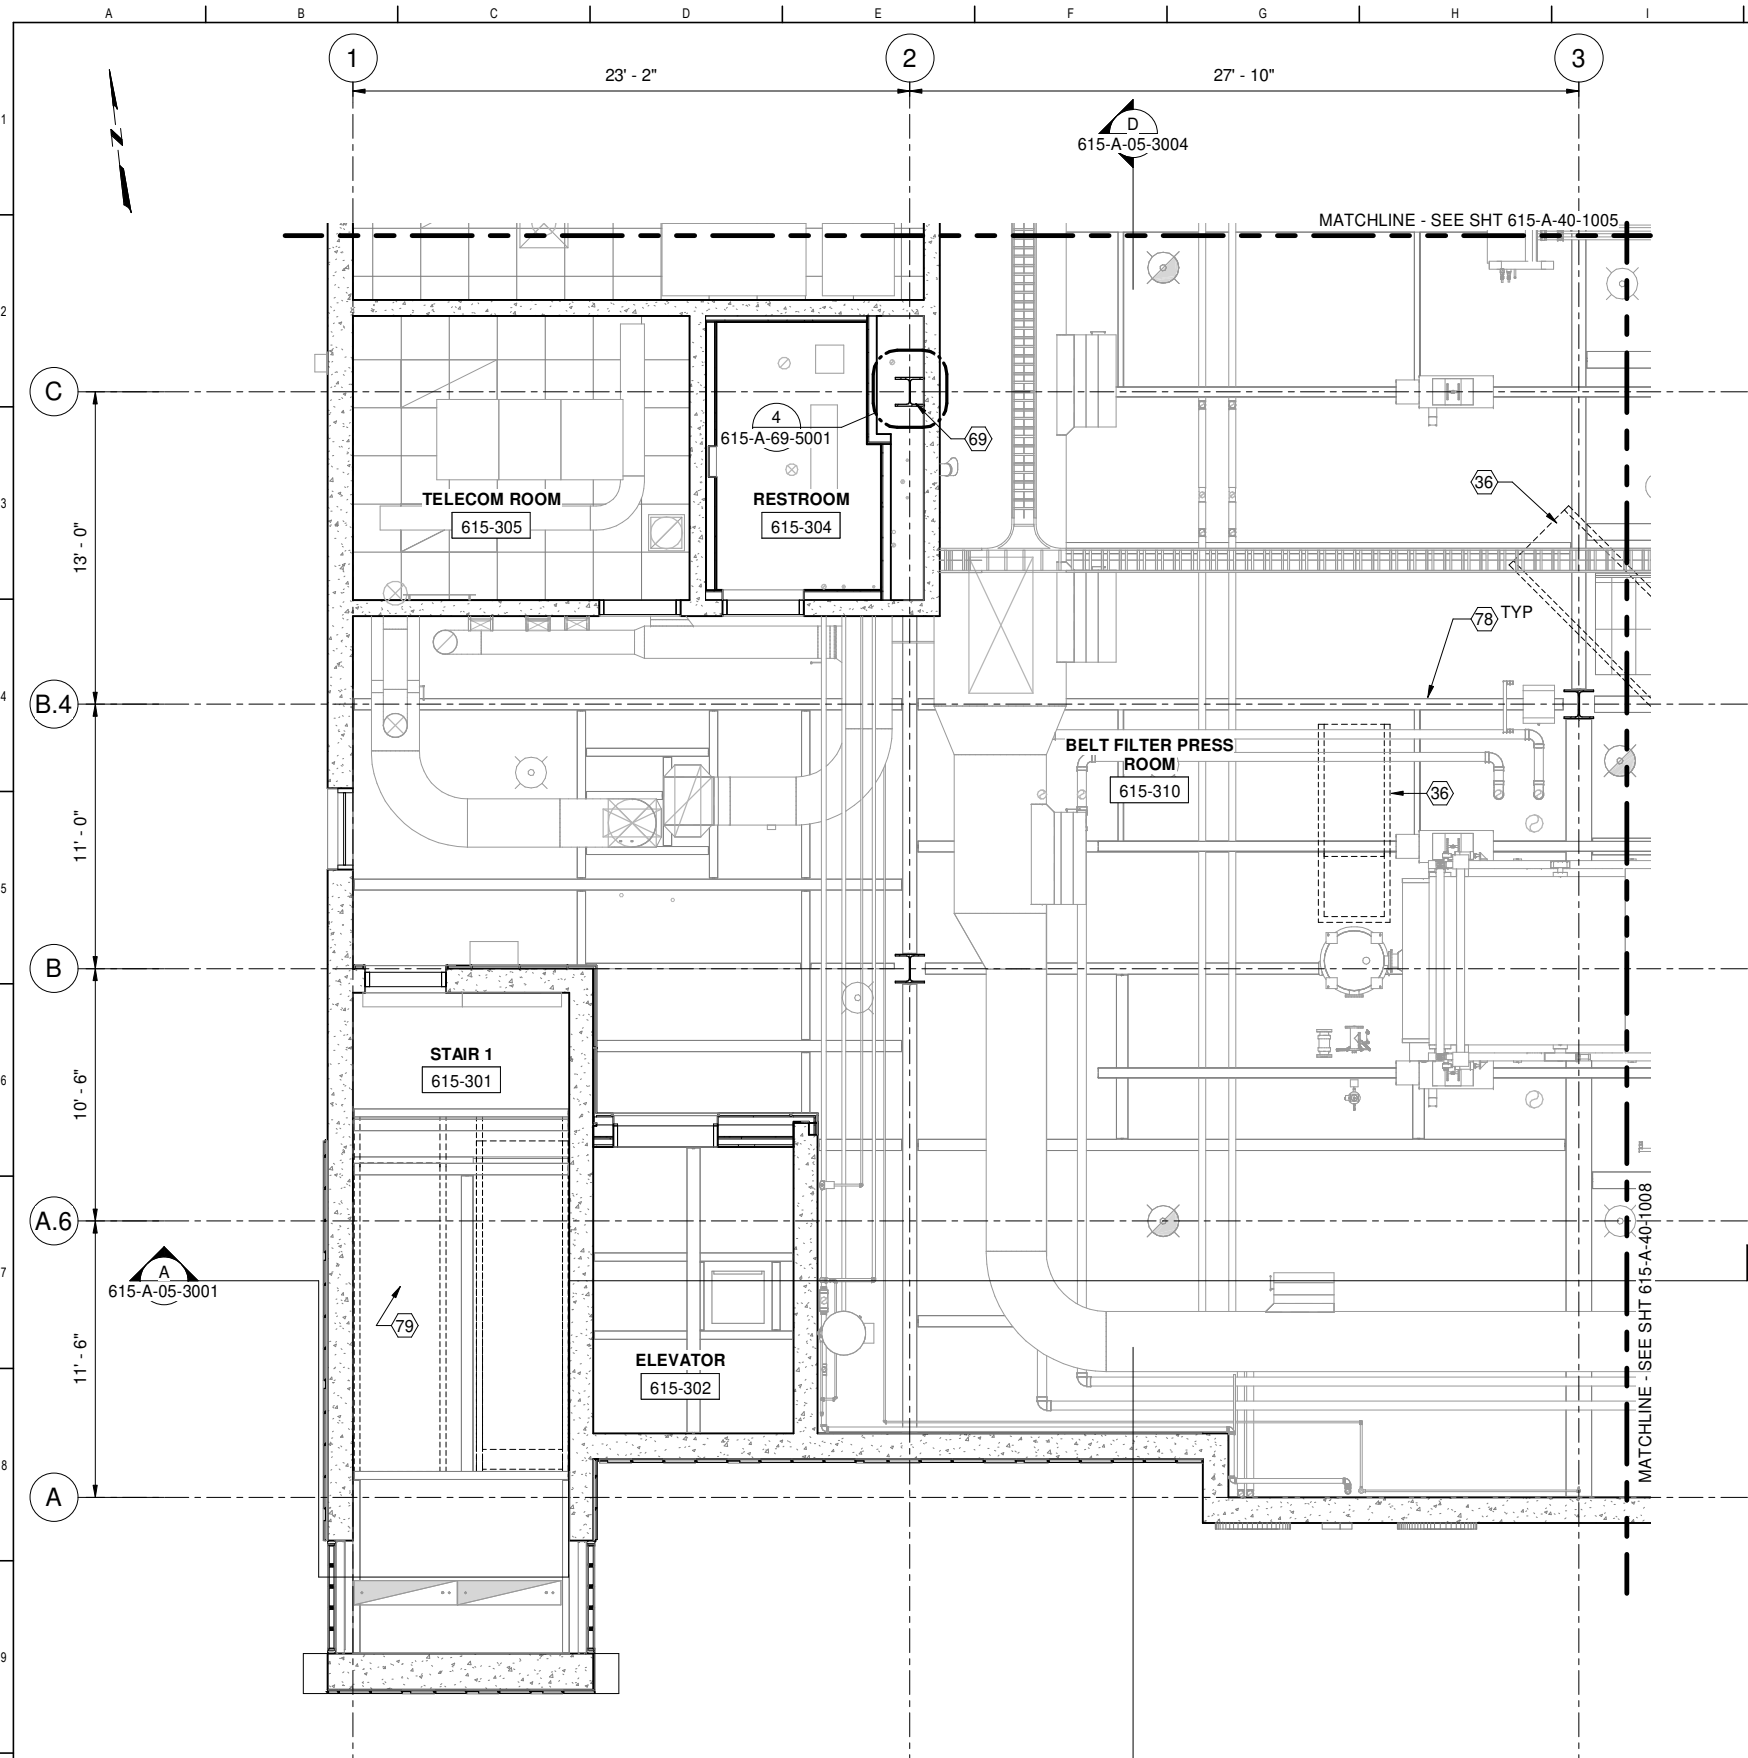 A B C D E F G H I
1 2 3
23' - 2" 27' - 10"
N
D
615-A-05-3004
1
MATCHLINE - SEE SHT 615-A-40-1005
2
C
4
615-A-69-5001
69
36
3
TELECOM ROOM
615-305
RESTROOM
615-304
13' - 0"
78 TYP
4
B.4
BELT FILTER PRESS
ROOM
615-310
36
11' - 0"
5
B
STAIR 1
615-301
6
10' - 6"
A.6
MATCHLINE - SEE SHT 615-A-40-1008
7
A
615-A-05-3001
79
ELEVATOR
615-302
11' - 6"
8
A
9